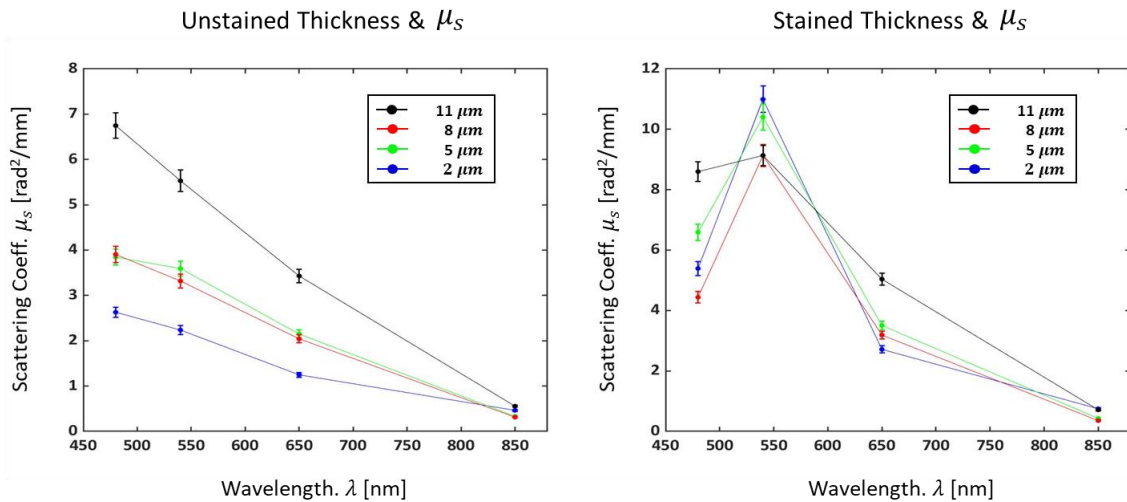 Unstained Thickness & μₛ
8
7
6
5
4
3
2
1
0
450 500 550 600 650 700 750 800 850
Scattering Coeff. μₛ [rad²/mm]
Wavelength. λ [nm]
11 μm
8 μm
5 μm
2 μm
Stained Thickness & μₛ
12
10
8
6
4
2
0
450 500 550 600 650 700 750 800 850
Scattering Coeff. μₛ [rad²/mm]
Wavelength. λ [nm]
11 μm
8 μm
5 μm
2 μm